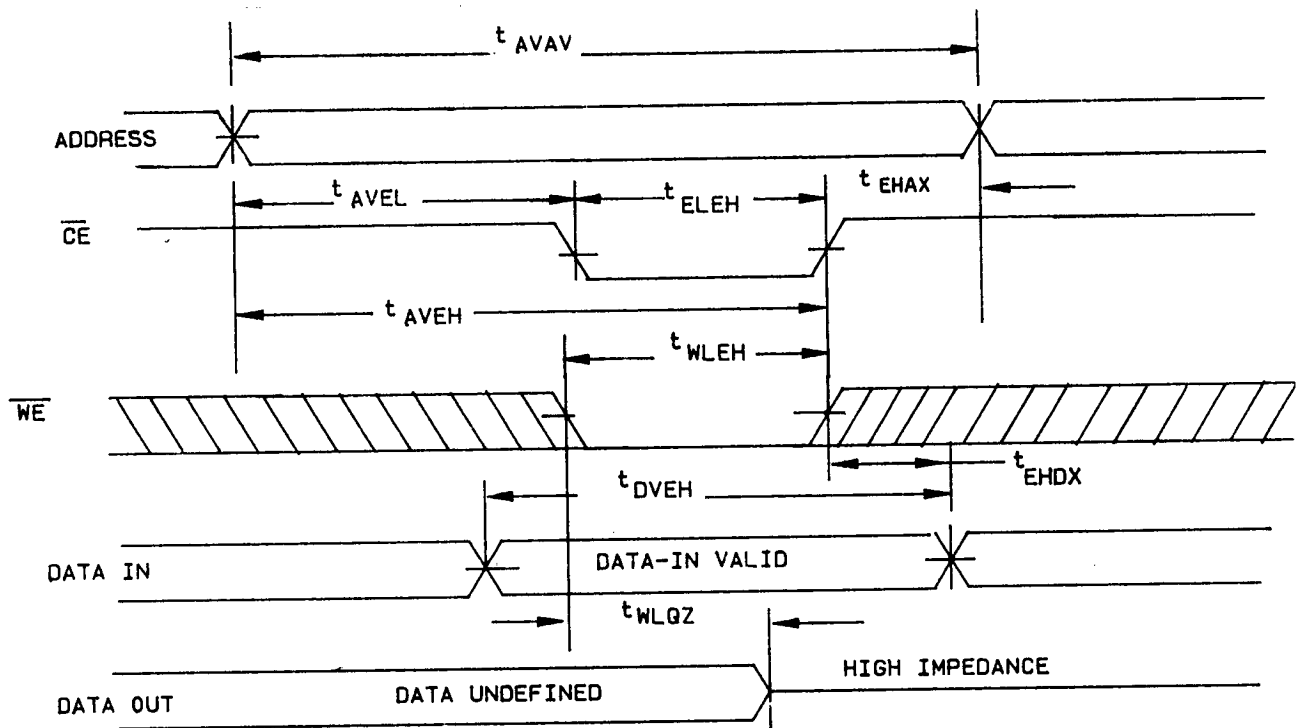 t AVAV
ADDRESS
t AVEL
t ELEH
t EHAX
CE
t AVEH
t WLEH
WE
t DVEH
t EHDX
DATA IN
DATA-IN VALID
t WLQZ
DATA OUT
DATA UNDEFINED
HIGH IMPEDANCE